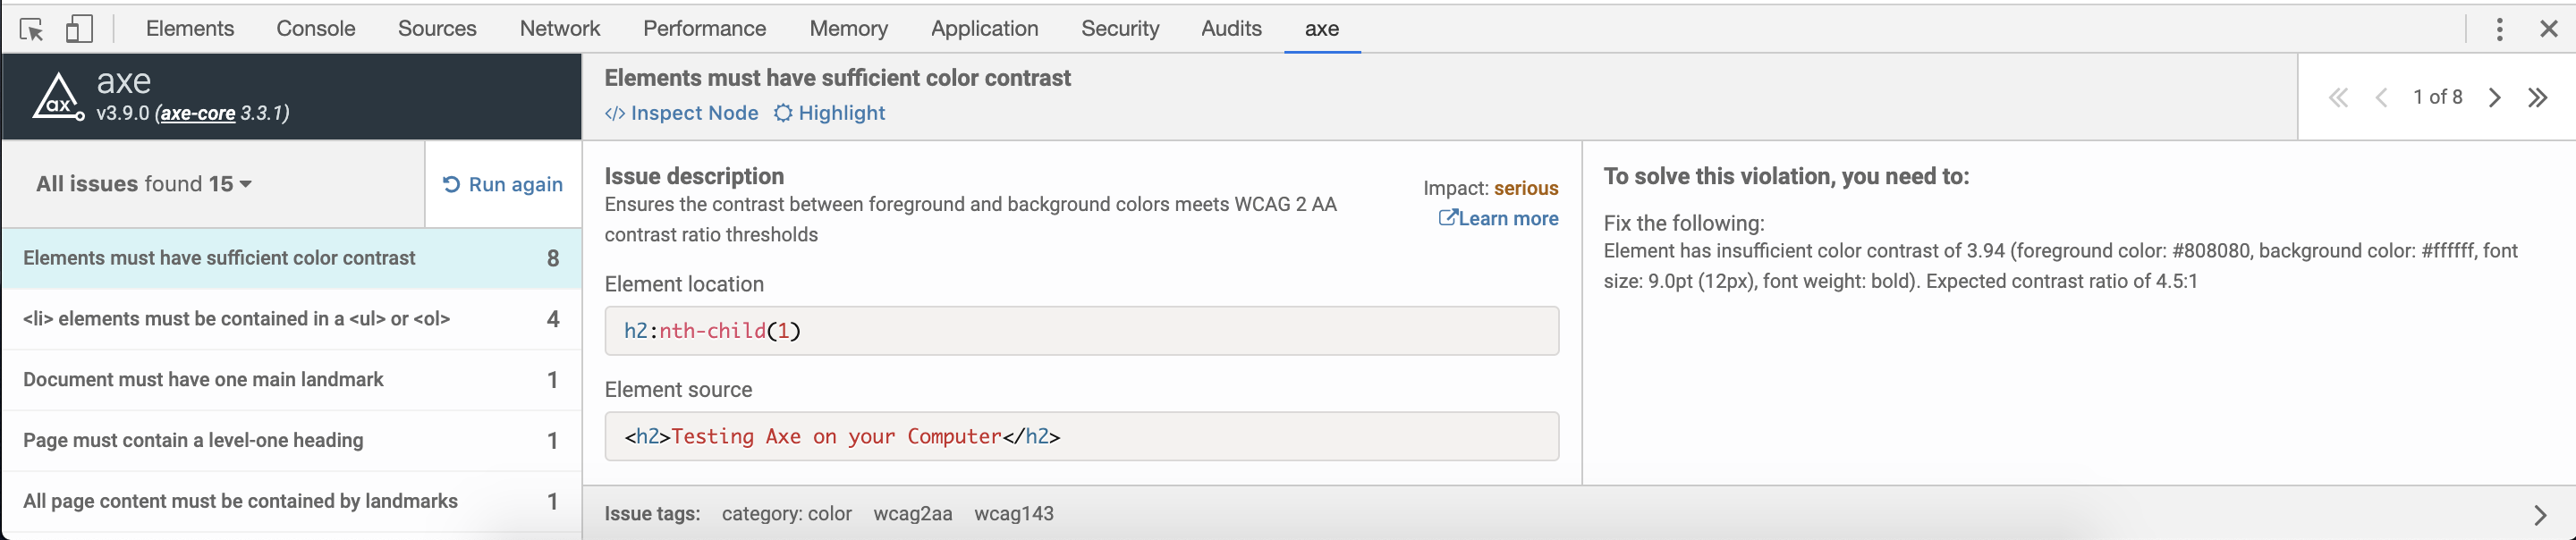 Elements Console Sources Network Performance Memory Application Security Audits axe
ax
axe
v3.9.0 (axe-core 3.3.1)
Elements must have sufficient color contrast
</> Inspect Node Highlight
1 of 8
All issues found 15
Run again
Elements must have sufficient color contrast 8
<li> elements must be contained in a <ul> or <ol> 4
Document must have one main landmark 1
Page must contain a level-one heading 1
All page content must be contained by landmarks 1
Issue description
Ensures the contrast between foreground and background colors meets WCAG 2 AA
contrast ratio thresholds
Impact: serious
Learn more
Element location
h2:nth-child(1)
Element source
<h2>Testing Axe on your Computer</h2>
To solve this violation, you need to:
Fix the following:
Element has insufficient color contrast of 3.94 (foreground color: #808080, background color: #ffffff, font
size: 9.0pt (12px), font weight: bold). Expected contrast ratio of 4.5:1
Issue tags: category: color wcag2aa wcag143